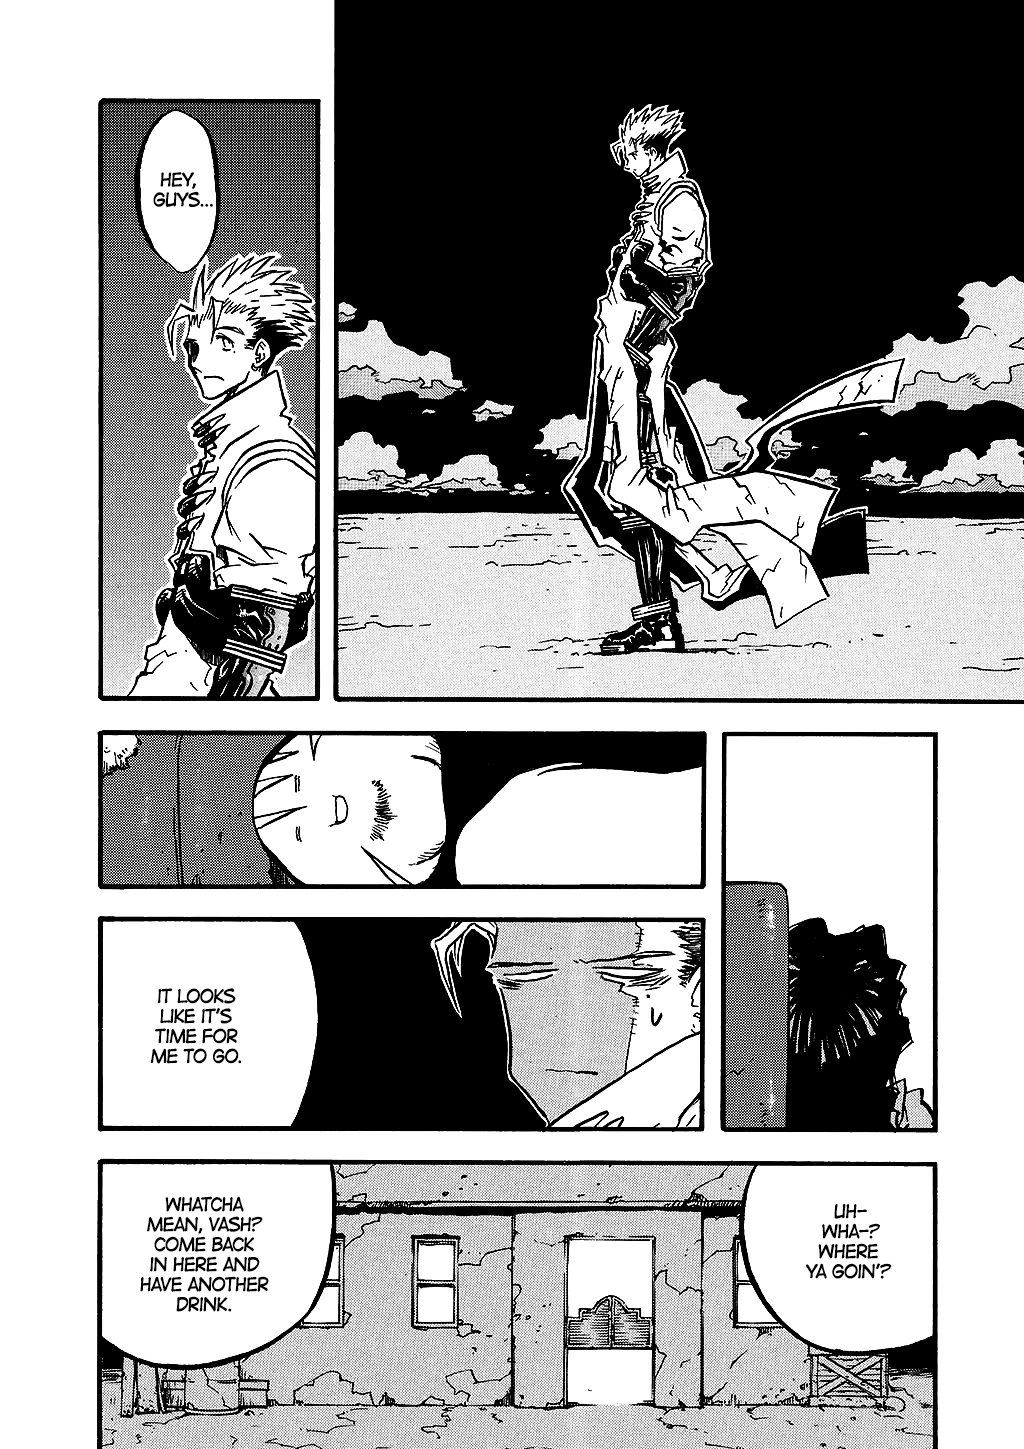 HEY,
GUYS...
IT LOOKS
LIKE IT'S
TIME FOR
ME TO GO.
UH-
WHA-?
WHERE
YA GOIN'?
WHATCHA
MEAN, VASH?
COME BACK
IN HERE AND
HAVE ANOTHER
DRINK.